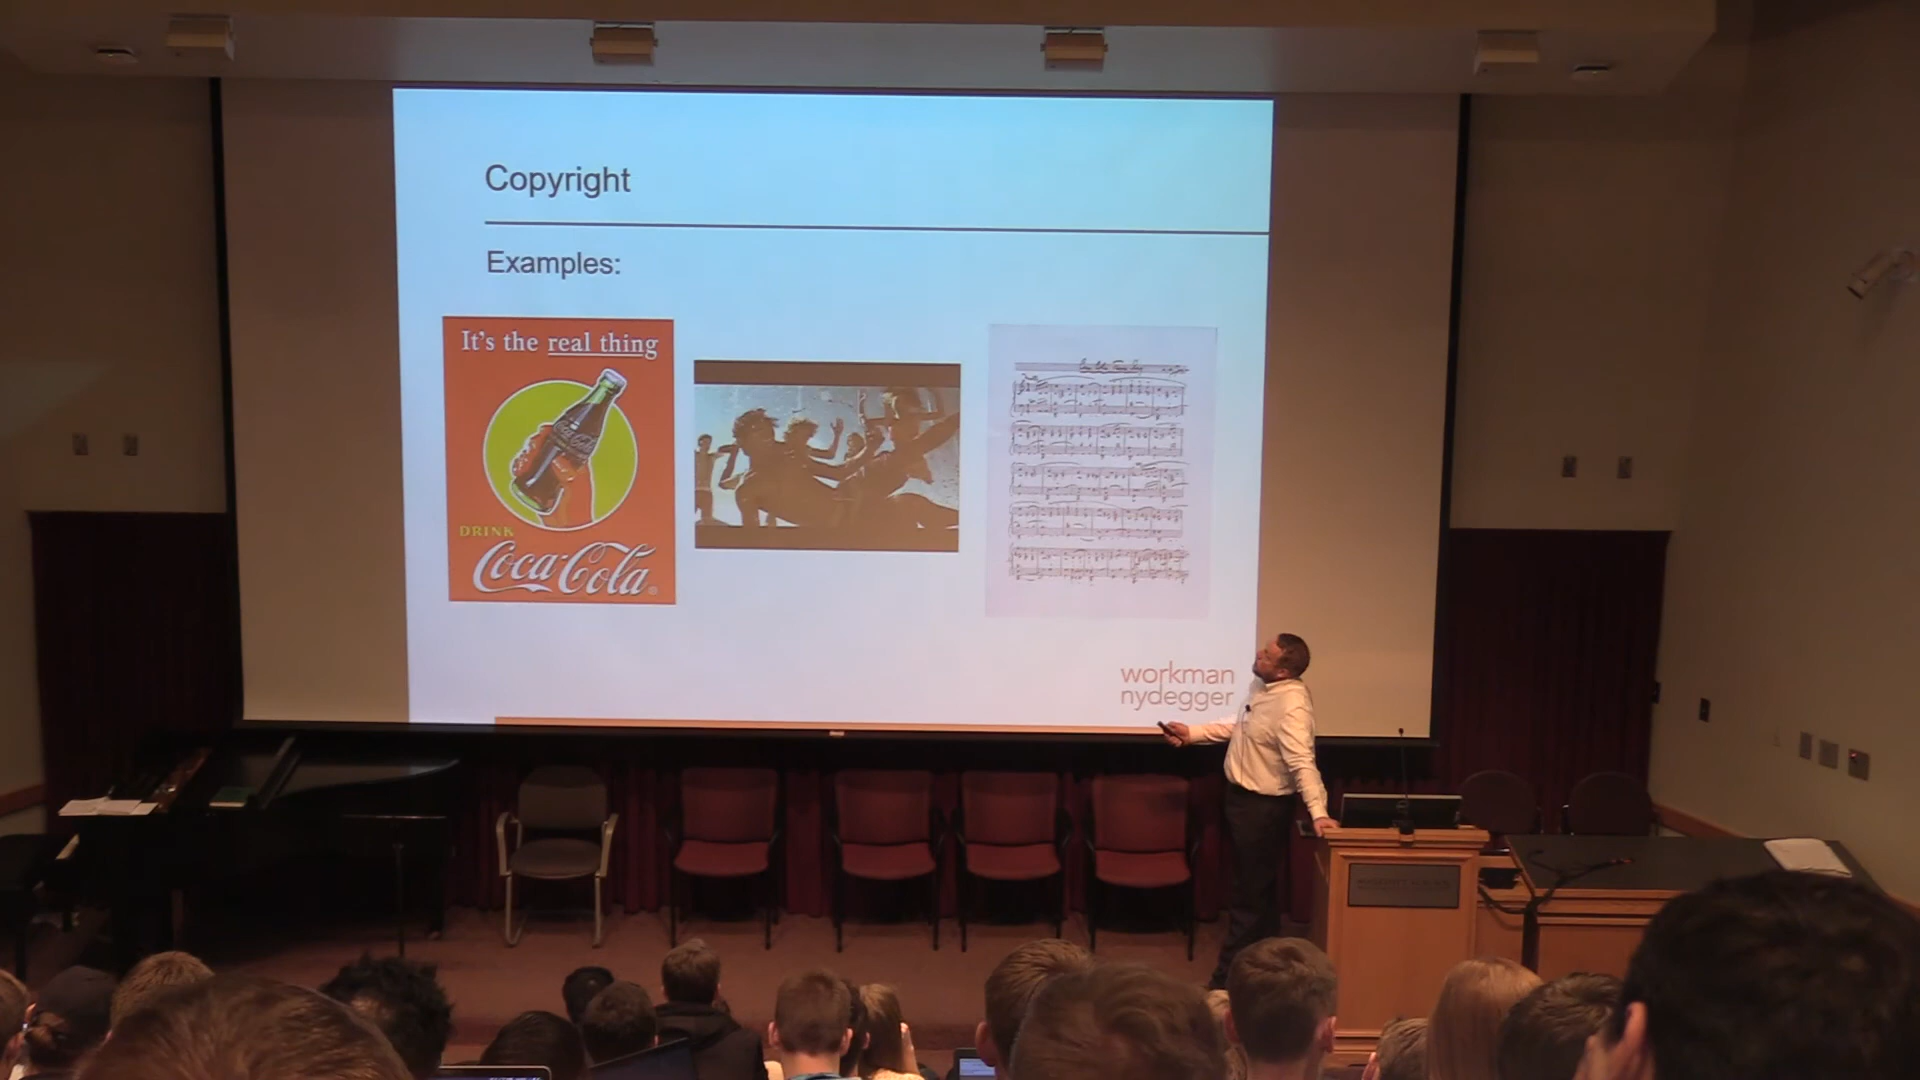 Copyright
Examples:
It's the real thing
DRINK
Coca-Cola
workman
nydegger